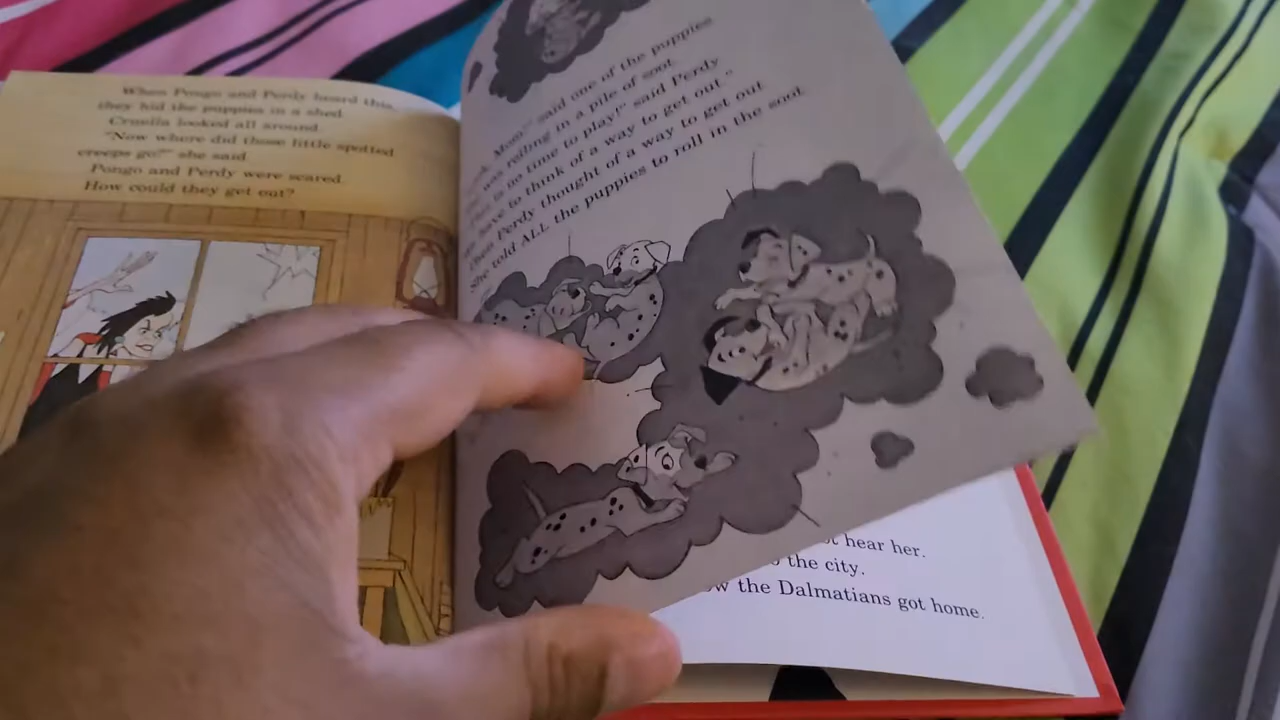 When Pongo and Perdy heard this,
they hid the puppies in a shed.
Cruella looked all around.
"Now where did those little spotted
creeps go?" she said.
Pongo and Perdy were scared.
How could they get out?
Mom!" said one of the puppies
was rolling in a pile of soot.
is no time to play!" said Perdy
have to think of a way to get out."
Then Perdy thought of a way to get out
She told ALL the puppies to roll in the soot.
hear her.
the city.
the Dalmatians got home.